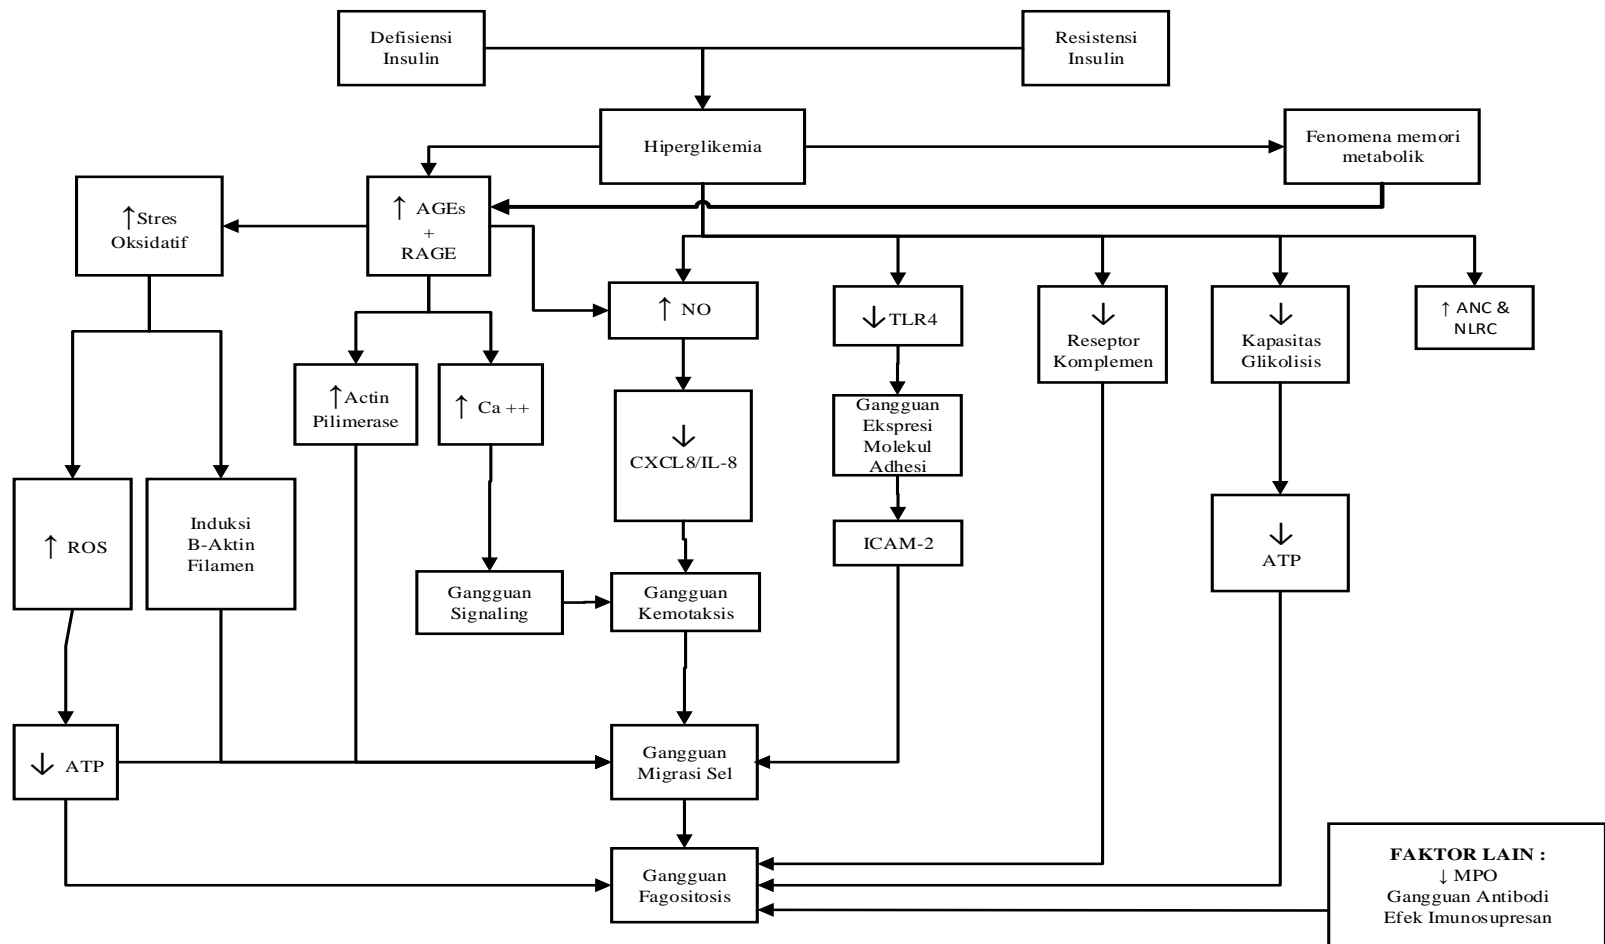 Defisiensi
Insulin
Resistensi
Insulin
Hiperglikemia
Fenomena memori
metabolik
↑Stres
Oksidatif
↑ AGEs
+
RAGE
↑ NO
↓TLR4
↓
Reseptor
Komplemen
↓
Kapasitas
Glikolisis
↑ ANC &
NLRC
↑Actin
Pilimerase
↑ Ca ++
↓
CXCL8/IL-8
Gangguan
Ekspresi
Molekul
Adhesi
↑ ROS
Induksi
B-Aktin
Filamen
ICAM-2
↓
ATP
Gangguan
Signaling
Gangguan
Kemotaksis
↓ ATP
Gangguan
Migrasi Sel
Gangguan
Fagositosis
FAKTOR LAIN :
↓ MPO
Gangguan Antibodi
Efek Imunosupresan